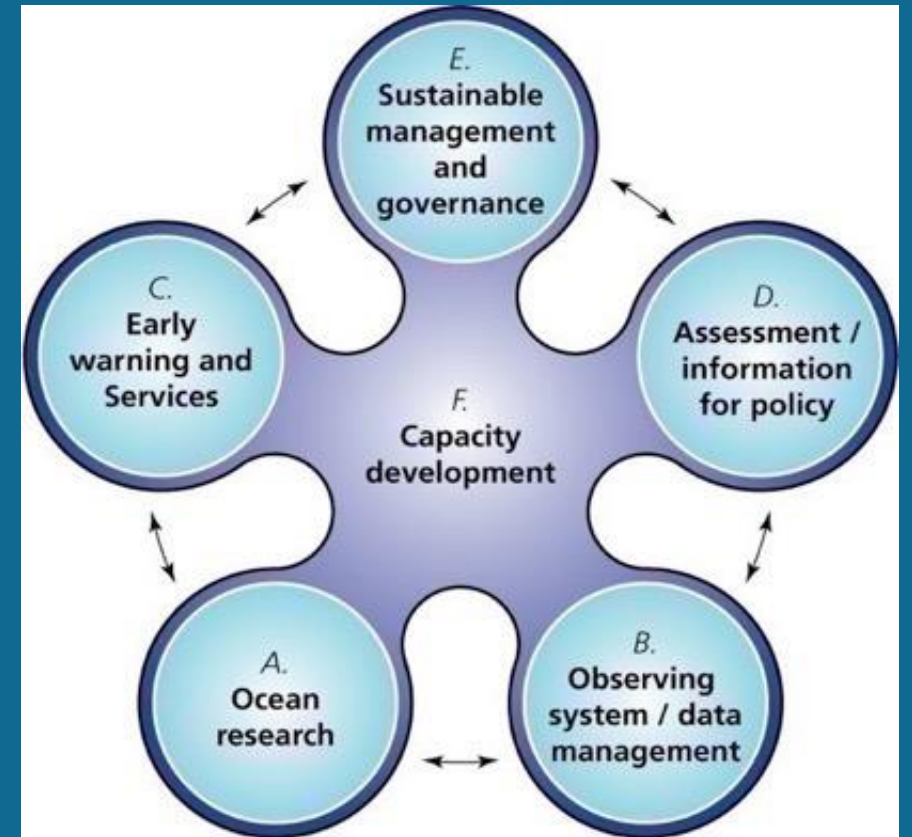 E.
Sustainable
management
and
governance
C.
Early
warning and
Services
D.
Assessment /
information
for policy
F.
Capacity
development
A.
Ocean
research
B.
Observing
system / data
management